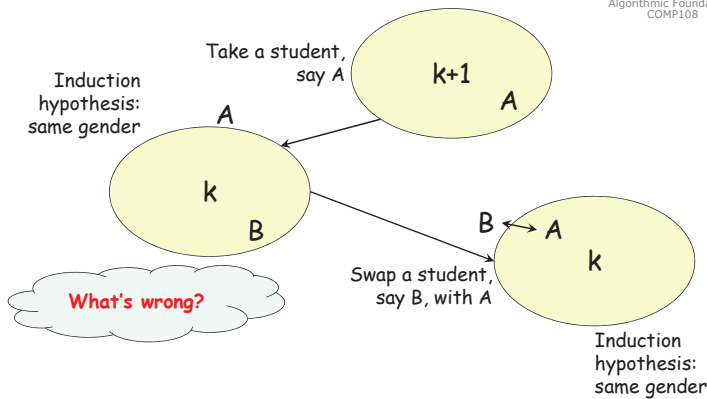 Algorithmic
COMP108
Take a student,
say A
k+1
A
Induction
hypothesis:
same gender
A
k
B
B
A
k
Swap a student,
say B, with A
What's wrong?
Induction
hypothesis:
same gender